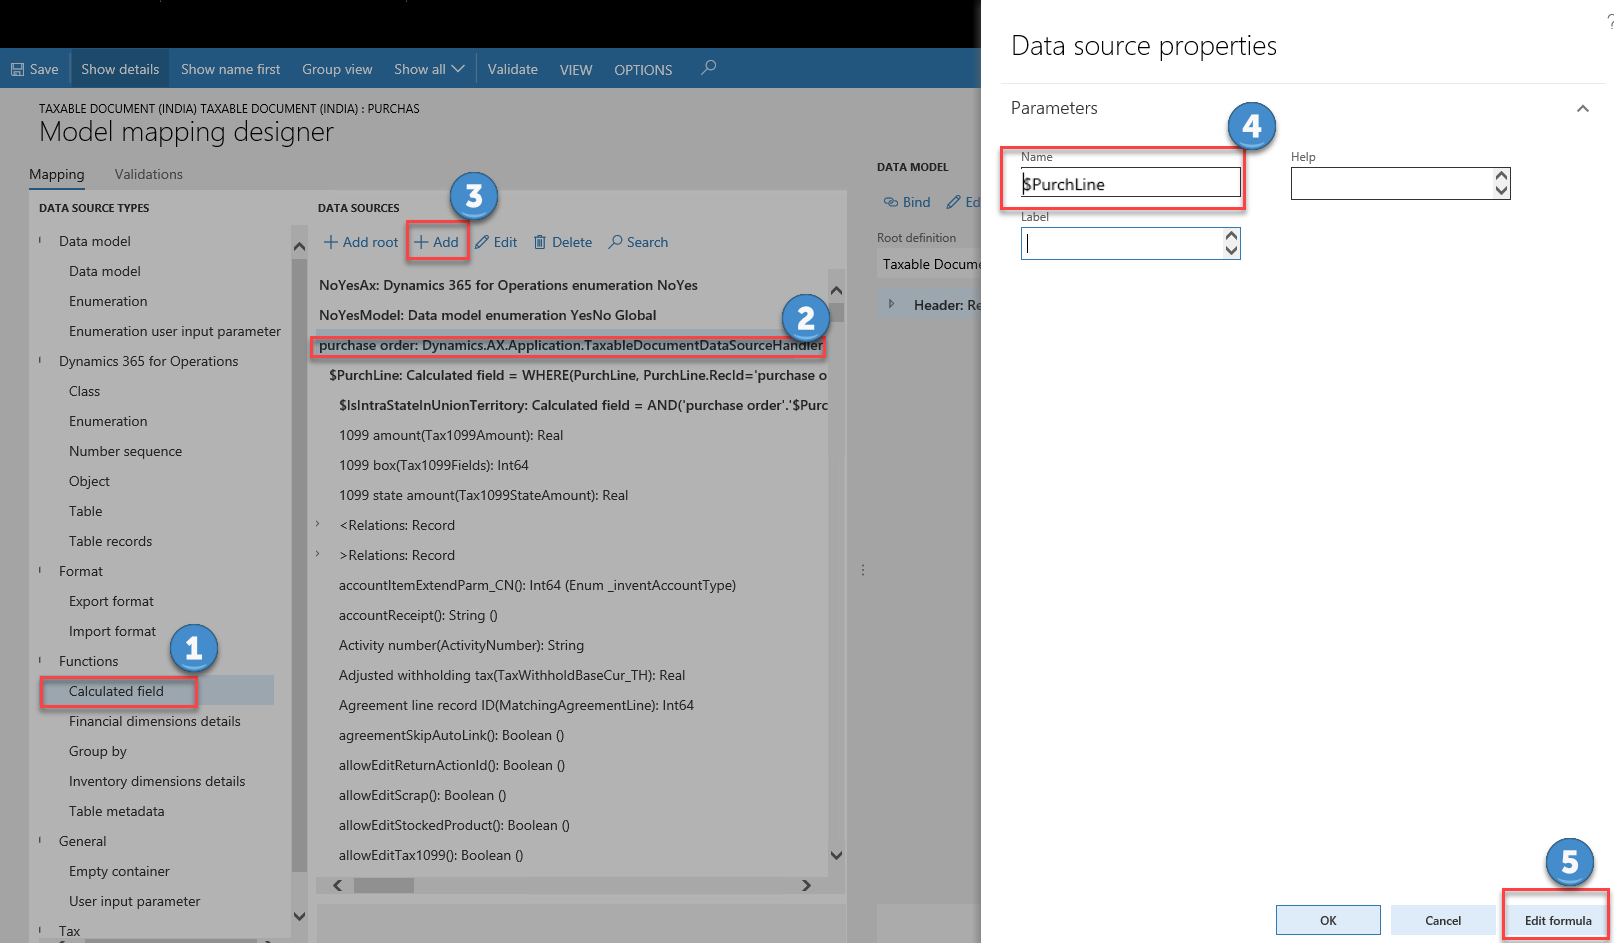 Save
Show details
Show name first
Group view
Show all
Validate
VIEW
OPTIONS
TAXABLE DOCUMENT (INDIA) TAXABLE DOCUMENT (INDIA) : PURCHAS
Model mapping designer
Mapping
Validations
DATA SOURCE TYPES
Data model
Data model
Enumeration
Enumeration user input parameter
Dynamics 365 for Operations
Class
Enumeration
Number sequence
Object
Table
Table records
Format
Export format
Import format
1
Functions
Calculated field
Financial dimensions details
Group by
Inventory dimensions details
Table metadata
General
Empty container
User input parameter
Tax
DATA SOURCES
3
Add root
Add
Edit
Delete
Search
NoYesAx: Dynamics 365 for Operations enumeration NoYes
NoYesModel: Data model enumeration YesNo Global
2
purchase order: Dynamics.AX.Application.TaxableDocumentDataSourceHandler
$PurchLine: Calculated field = WHERE(PurchLine, PurchLine.RecId='purchase o
$IsIntraStateInUnionTerritory: Calculated field = AND('purchase order'.'$Purc
1099 amount(Tax1099Amount): Real
1099 box(Tax1099Fields): Int64
1099 state amount(Tax1099StateAmount): Real
<Relations: Record
>Relations: Record
accountItemExtendParm_CN(): Int64 (Enum _inventAccountType)
accountReceipt(): String ()
Activity number(ActivityNumber): String
Adjusted withholding tax(TaxWithholdBaseCur_TH): Real
Agreement line record ID(MatchingAgreementLine): Int64
agreementSkipAutoLink(): Boolean ()
allowEditReturnActionId(): Boolean ()
allowEditScrap(): Boolean ()
allowEditStockedProduct(): Boolean ()
allowEditTax1099(): Boolean ()
DATA MODEL
Bind
Ed
Root definition
Taxable Docume
Header: Re
?
Data source properties
Parameters
4
Name
$PurchLine
Help
Label
5
OK
Cancel
Edit formula